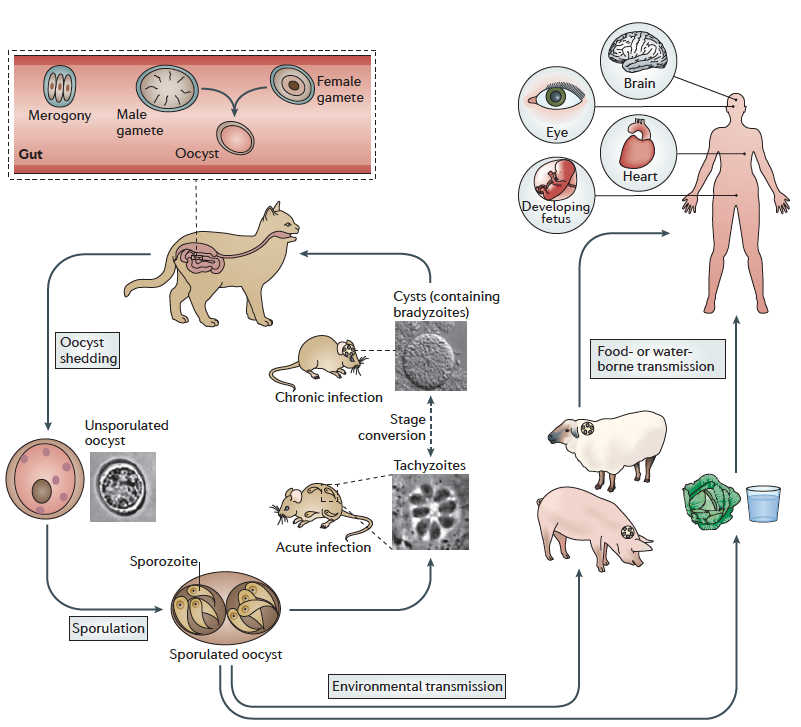 Merogony
Male
gamete
Female
gamete
Oocyst
Gut
Brain
Eye
Heart
Developing
fetus
Oocyst
shedding
Cysts (containing
bradyzoites)
Chronic infection
Stage
conversion
Food- or water-
borne transmission
Unsporulated
oocyst
Tachyzoites
Acute infection
Sporozoite
Sporulation
Sporulated oocyst
Environmental transmission